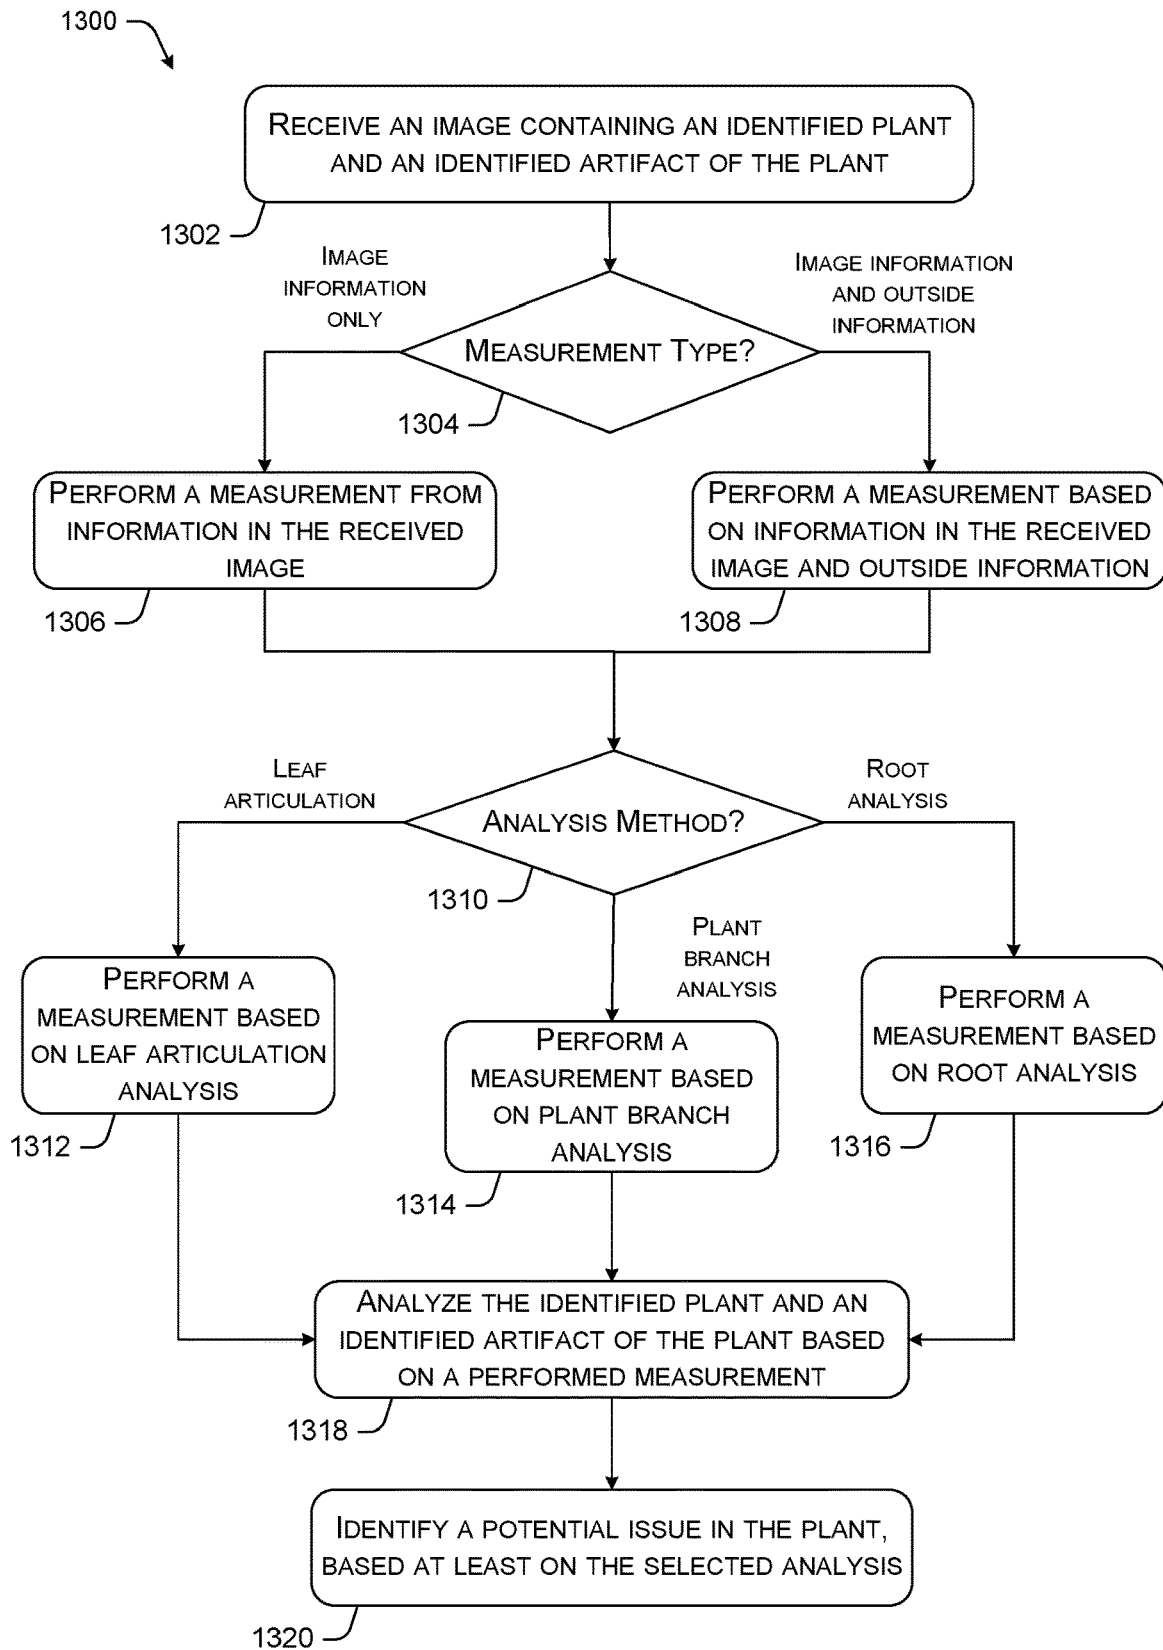 1300
RECEIVE AN IMAGE CONTAINING AN IDENTIFIED PLANT
AND AN IDENTIFIED ARTIFACT OF THE PLANT
1302
IMAGE
INFORMATION
ONLY
IMAGE INFORMATION
AND OUTSIDE
INFORMATION
MEASUREMENT TYPE?
1304
PERFORM A MEASUREMENT FROM
INFORMATION IN THE RECEIVED
IMAGE
1306
PERFORM A MEASUREMENT BASED
ON INFORMATION IN THE RECEIVED
IMAGE AND OUTSIDE INFORMATION
1308
LEAF
ARTICULATION
ROOT
ANALYSIS
ANALYSIS METHOD?
1310
PLANT
BRANCH
ANALYSIS
PERFORM A
MEASUREMENT BASED
ON LEAF ARTICULATION
ANALYSIS
1312
PERFORM A
MEASUREMENT BASED
ON PLANT BRANCH
ANALYSIS
1314
PERFORM A
MEASUREMENT BASED
ON ROOT ANALYSIS
1316
ANALYZE THE IDENTIFIED PLANT AND AN
IDENTIFIED ARTIFACT OF THE PLANT BASED
ON A PERFORMED MEASUREMENT
1318
IDENTIFY A POTENTIAL ISSUE IN THE PLANT,
BASED AT LEAST ON THE SELECTED ANALYSIS
1320